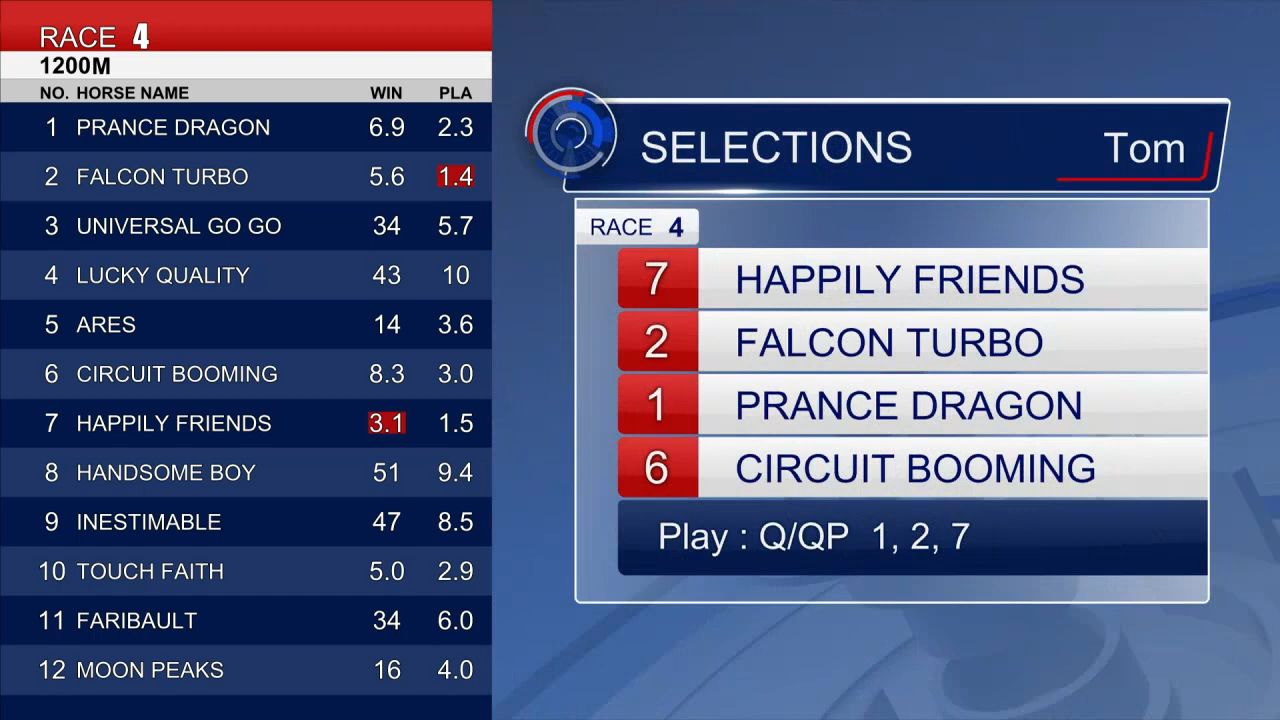 RACE 4
1200M
NO. HORSE NAME WIN PLA
1 PRANCE DRAGON 6.9 2.3
2 FALCON TURBO 5.6 1.4
3 UNIVERSAL GO GO 34 5.7
4 LUCKY QUALITY 43 10
5 ARES 14 3.6
6 CIRCUIT BOOMING 8.3 3.0
7 HAPPILY FRIENDS 3.1 1.5
8 HANDSOME BOY 51 9.4
9 INESTIMABLE 47 8.5
10 TOUCH FAITH 5.0 2.9
11 FARIBAULT 34 6.0
12 MOON PEAKS 16 4.0
SELECTIONS Tom
RACE 4
7 HAPPILY FRIENDS
2 FALCON TURBO
1 PRANCE DRAGON
6 CIRCUIT BOOMING
Play : Q/QP 1, 2, 7